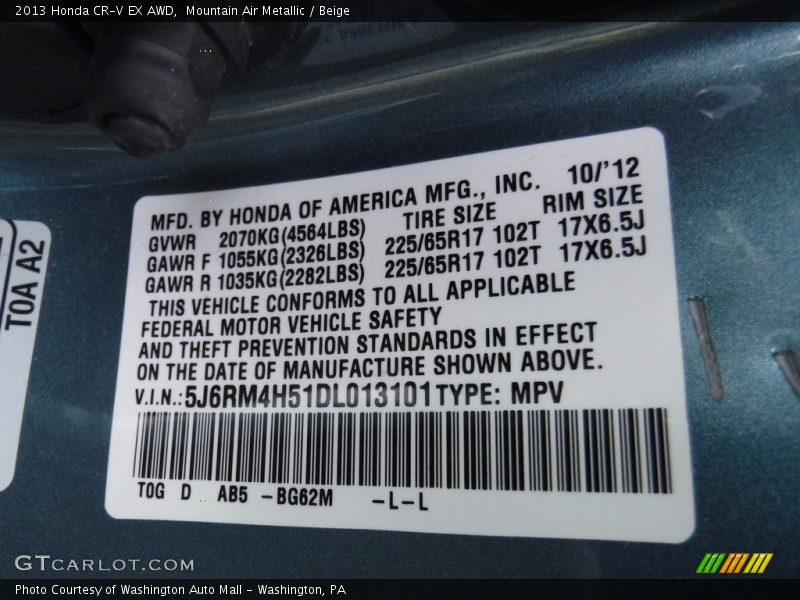 2013 Honda CR-V EX AWD, Mountain Air Metallic / Beige
MFD. BY HONDA OF AMERICA MFG., INC. 10/'12
GVWR 2070KG(4564LBS) TIRE SIZE RIM SIZE
GAWR F 1055KG(2326LBS) 225/65R17 102T 17X6.5J
GAWR R 1035KG(2282LBS) 225/65R17 102T 17X6.5J
THIS VEHICLE CONFORMS TO ALL APPLICABLE
FEDERAL MOTOR VEHICLE SAFETY
AND THEFT PREVENTION STANDARDS IN EFFECT
ON THE DATE OF MANUFACTURE SHOWN ABOVE.
V.I.N.:5J6RM4H51DL013101 TYPE: MPV
TOG D AB5 -BG62M -L-L
TOA A2
GTCARLOT.COM
Photo Courtesy of Washington Auto Mall - Washington, PA